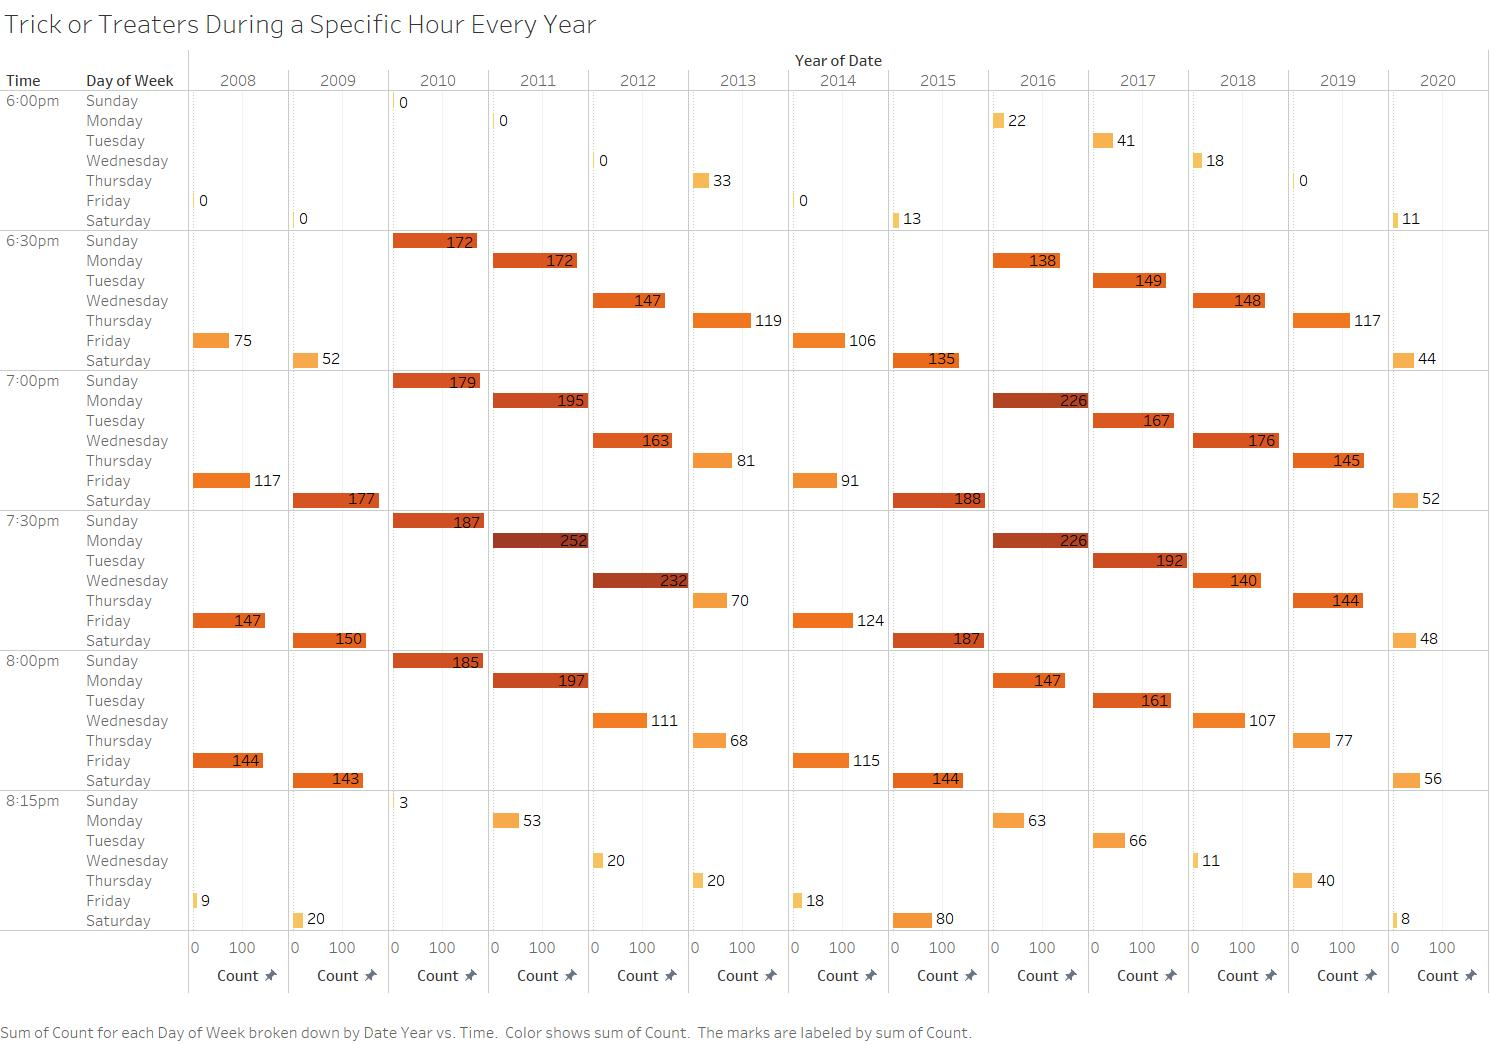 Trick or Treaters During a Specific Hour Every Year
Year of Date
Time Day of Week 2008 2009 2010 2011 2012 2013 2014 2015 2016 2017 2018 2019 2020
6:00pm Sunday 0
Monday 0 22
Tuesday 41
Wednesday 0 18
Thursday 33 0
Friday 0 0
Saturday 0 13 11
6:30pm Sunday 172
Monday 172 138
Tuesday 149
Wednesday 147 148
Thursday 119 117
Friday 75 106
Saturday 52 135 44
7:00pm Sunday 179
Monday 195 226
Tuesday 167
Wednesday 163 176
Thursday 81 145
Friday 117 91
Saturday 177 188 52
7:30pm Sunday 187
Monday 252 226
Tuesday 192
Wednesday 232 140
Thursday 70 144
Friday 147 124
Saturday 150 187 48
8:00pm Sunday 185
Monday 197 147
Tuesday 161
Wednesday 111 107
Thursday 68 77
Friday 144 115
Saturday 143 144 56
8:15pm Sunday 3
Monday 53 63
Tuesday 66
Wednesday 20 11
Thursday 20 40
Friday 9 18
Saturday 20 80 8
0 100 0 100 0 100 0 100 0 100 0 100 0 100 0 100 0 100 0 100 0 100 0 100 0 100
Count Count Count Count Count Count Count Count Count Count Count Count Count
Sum of Count for each Day of Week broken down by Date Year vs. Time. Color shows sum of Count. The marks are labeled by sum of Count.